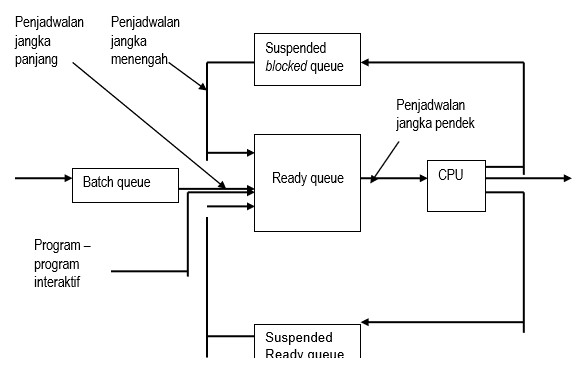 Penjadwalan
jangka
panjang
Penjadwalan
jangka
menengah
Suspended
blocked queue
Penjadwalan
jangka pendek
Batch queue
Ready queue
CPU
Program –
program
interaktif
Suspended
Ready queue